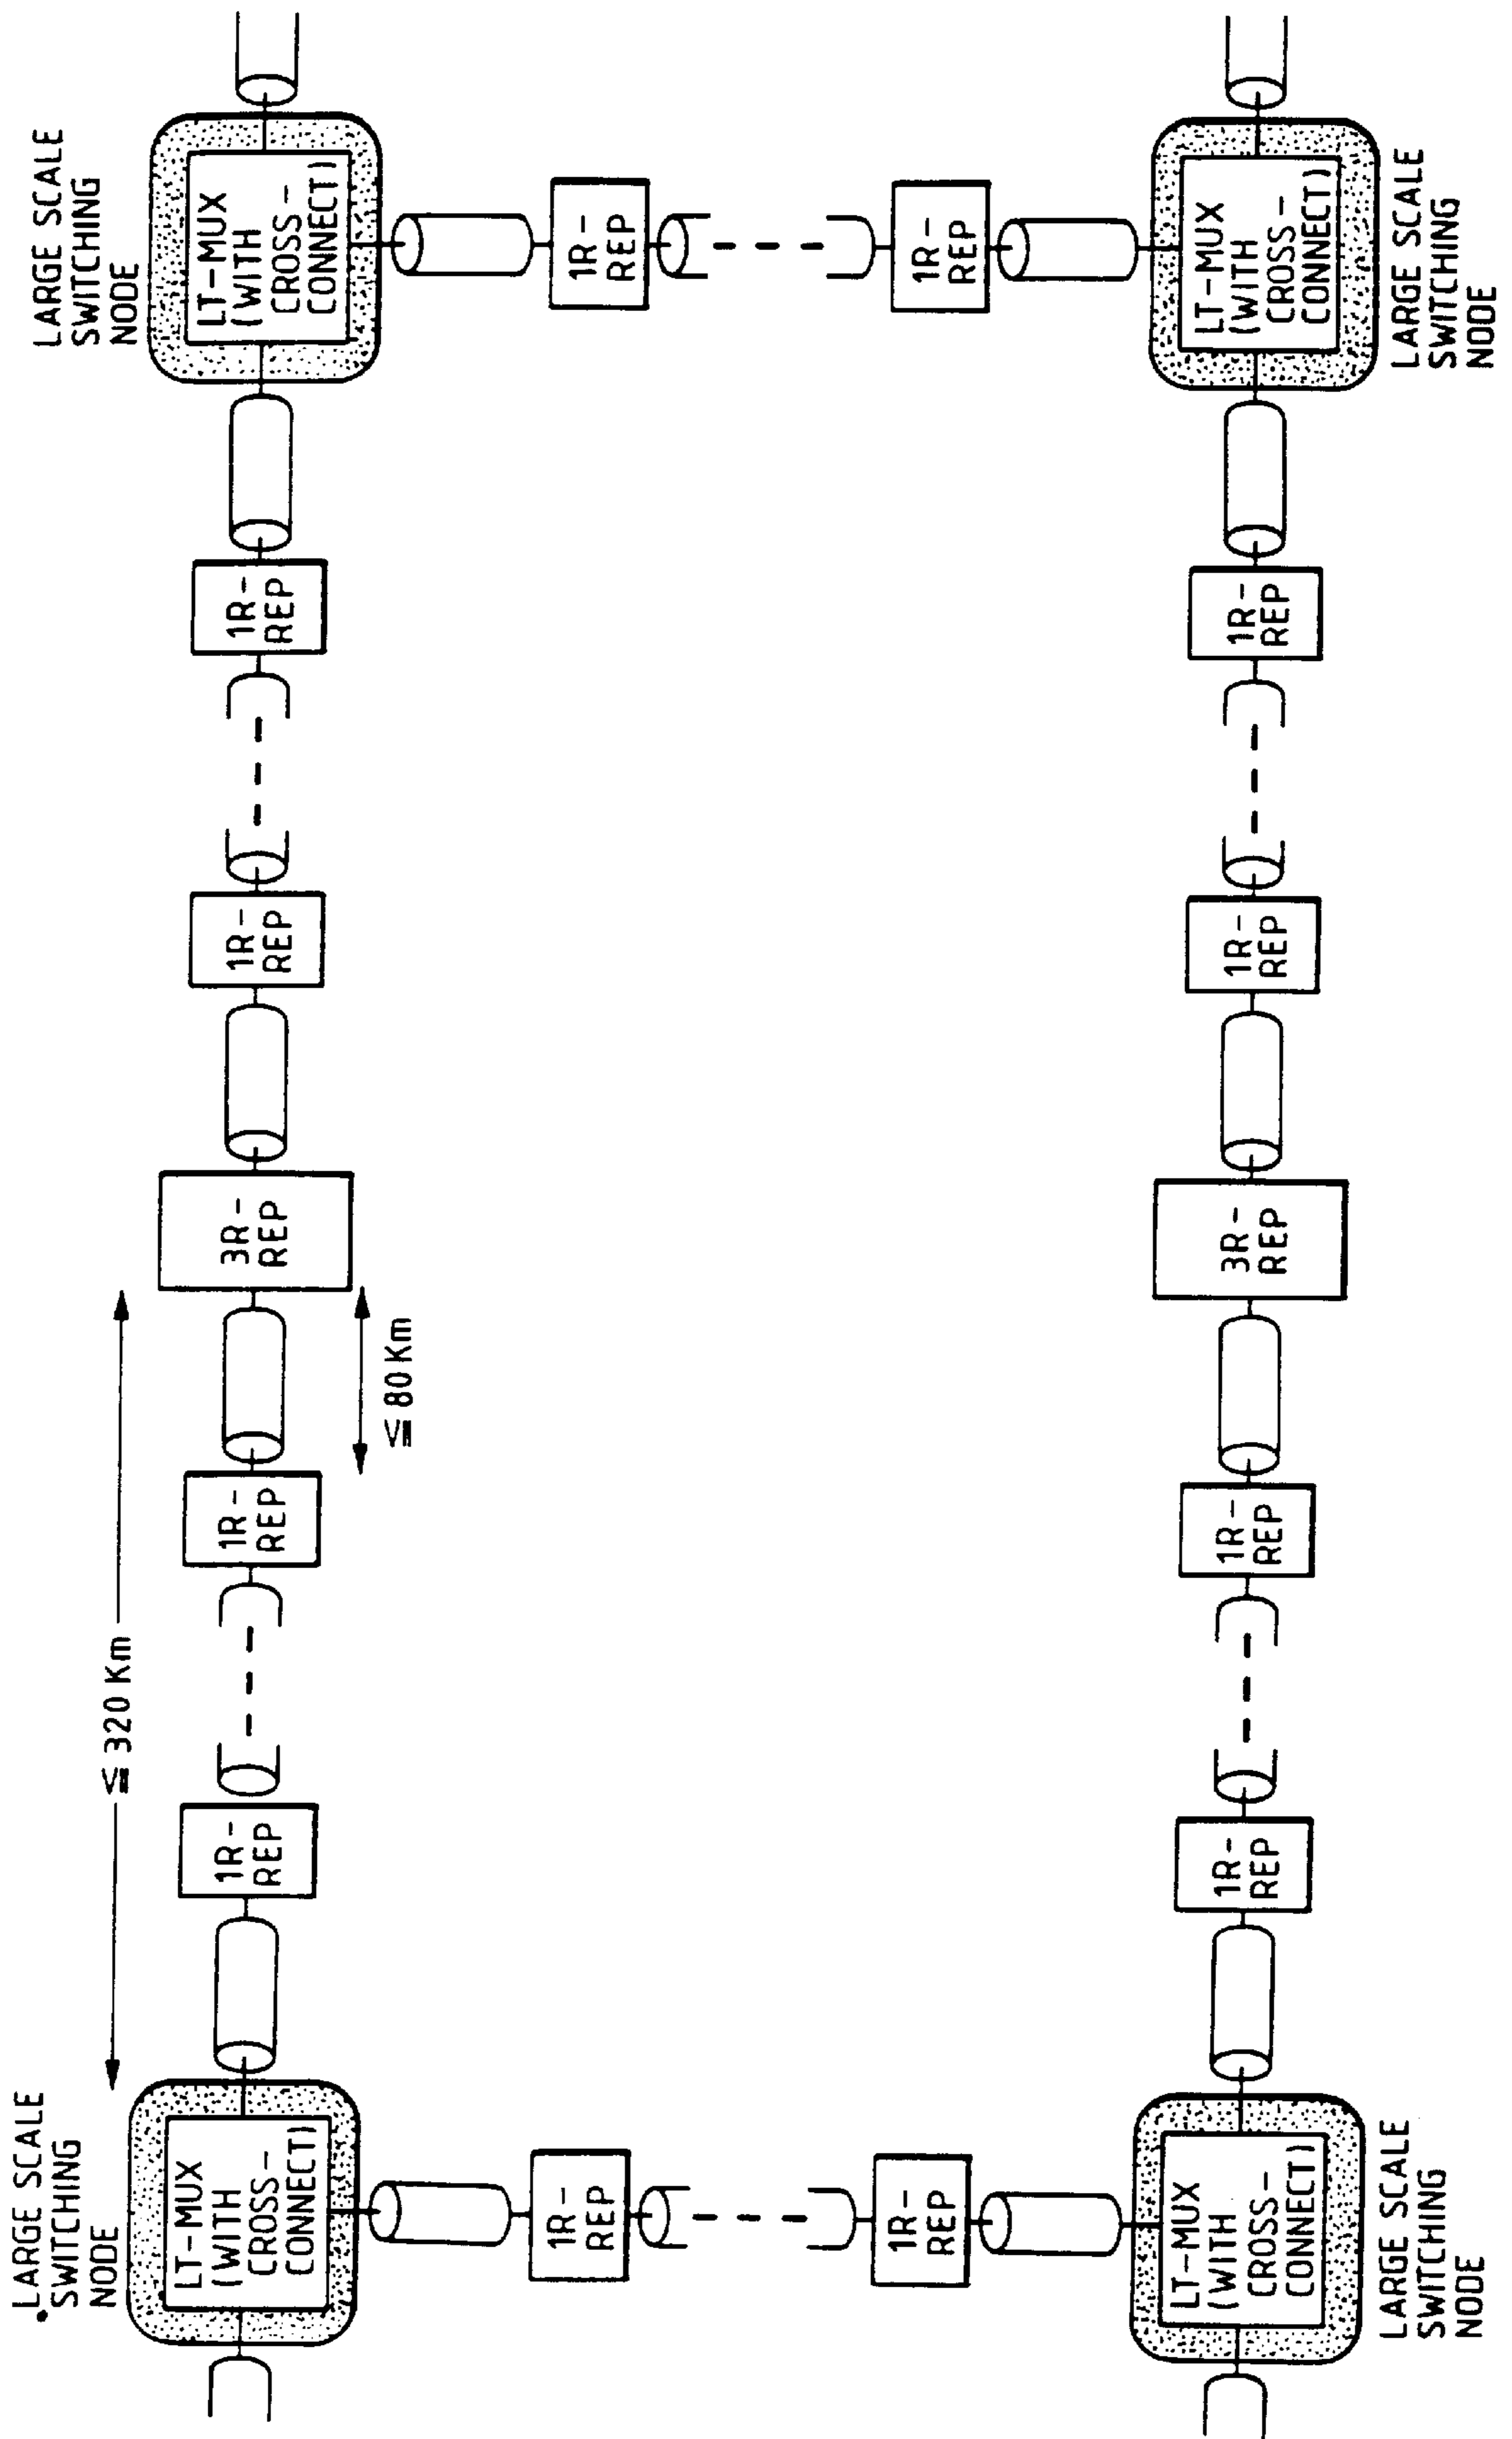 LARGE SCALE
SWITCHING
NODE
≦ 320 Km
LARGE SCALE
SWITCHING
NODE
LT-MUX
(WITH
CROSS-
CONNECT)
1R-
REP
1R-
REP
3R-
REP
1R-
REP
1R-
REP
LT-MUX
(WITH
CROSS-
CONNECT)
≦ 80 Km
1R-
REP
1R-
REP
1R-
REP
1R-
REP
LT-MUX
(WITH
CROSS-
CONNECT)
1R-
REP
1R-
REP
3R-
REP
1R-
REP
1R-
REP
LT-MUX
(WITH
CROSS-
CONNECT)
LARGE SCALE
SWITCHING
NODE
LARGE SCALE
SWITCHING
NODE